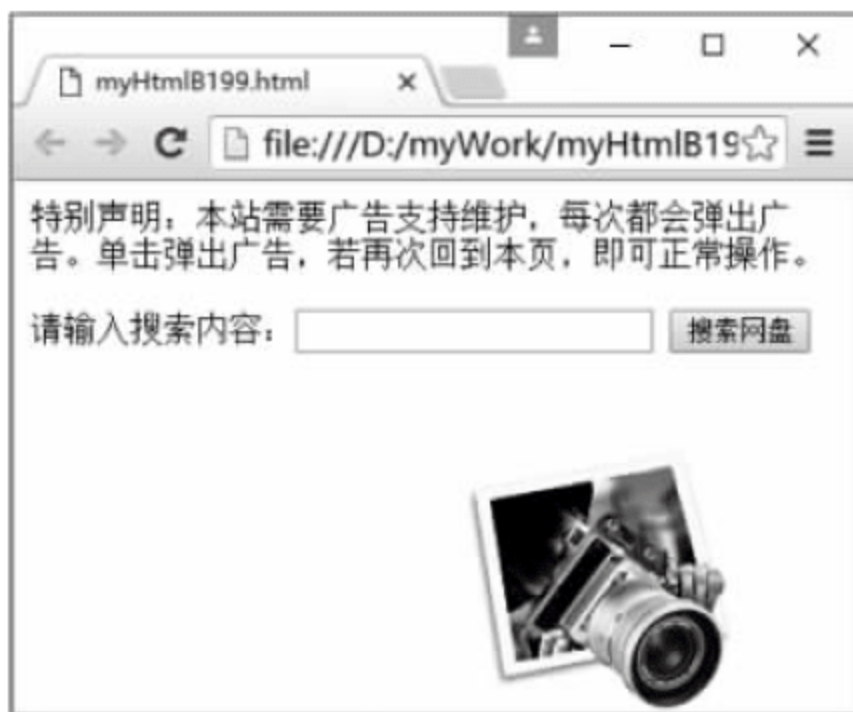 myHtmlB199.html
file:///D:/myWork/myHtmlB19
特别声明：本站需要广告支持维护，每次都会弹出广
告。单击弹出广告，若再次回到本页，即可正常操作。
请输入搜索内容：
搜索网盘